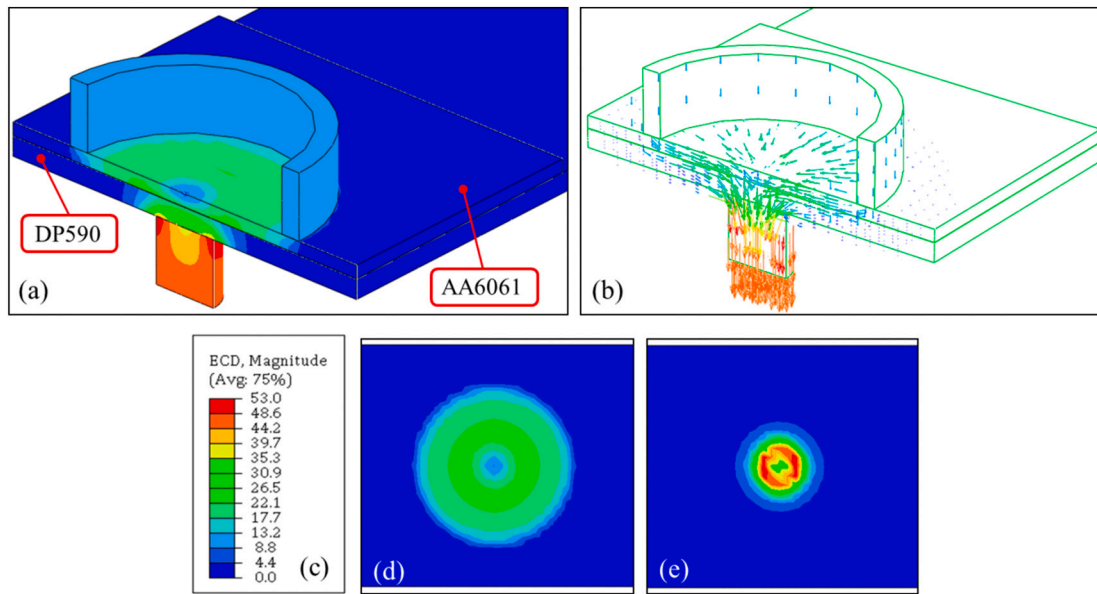 DP590
AA6061
(a)
(b)
ECD, Magnitude
(Avg: 75%)
53.0
48.6
44.2
39.7
35.3
30.9
26.5
22.1
17.7
13.2
8.8
4.4
0.0
(c)
(d)
(e)